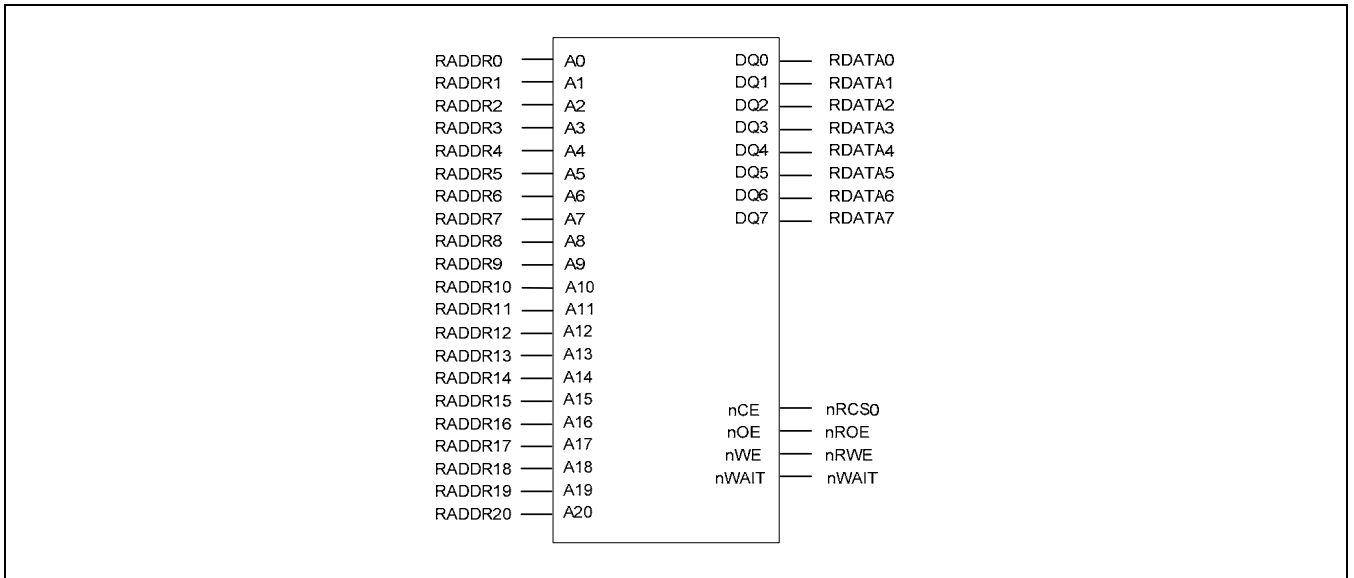 RADDR0 A0 DQ0 RDATA0
RADDR1 A1 DQ1 RDATA1
RADDR2 A2 DQ2 RDATA2
RADDR3 A3 DQ3 RDATA3
RADDR4 A4 DQ4 RDATA4
RADDR5 A5 DQ5 RDATA5
RADDR6 A6 DQ6 RDATA6
RADDR7 A7 DQ7 RDATA7
RADDR8 A8
RADDR9 A9
RADDR10 A10
RADDR11 A11
RADDR12 A12
RADDR13 A13
RADDR14 A14
RADDR15 A15 nCE nRCS0
RADDR16 A16 nOE nROE
RADDR17 A17 nWE nRWE
RADDR18 A18 nWAIT nWAIT
RADDR19 A19
RADDR20 A20